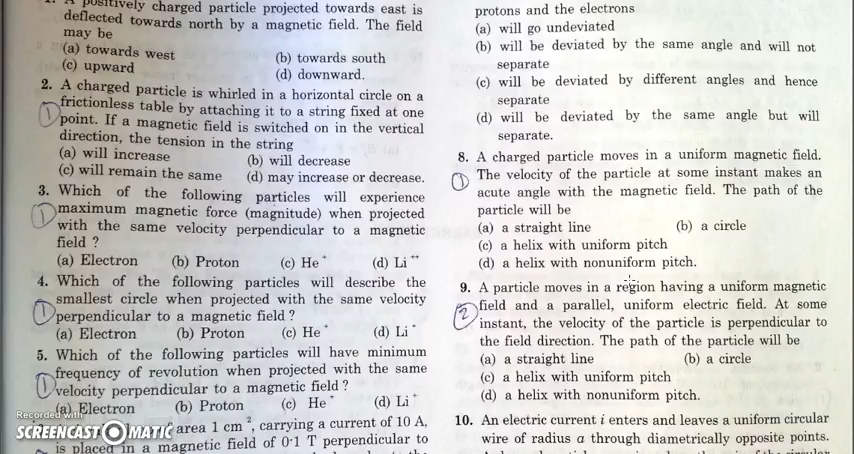 1. A positively charged particle projected towards east is
deflected towards north by a magnetic field. The field
may be
(a) towards west (b) towards south
(c) upward (d) downward.
2. A charged particle is whirled in a horizontal circle on a
frictionless table by attaching it to a string fixed at one
point. If a magnetic field is switched on in the vertical
direction, the tension in the string
(a) will increase (b) will decrease
(c) will remain the same (d) may increase or decrease.
3. Which of the following particles will experience
maximum magnetic force (magnitude) when projected
with the same velocity perpendicular to a magnetic
field ?
(a) Electron (b) Proton (c) He + (d) Li ++
4. Which of the following particles will describe the
smallest circle when projected with the same velocity
perpendicular to a magnetic field ?
(a) Electron (b) Proton (c) He + (d) Li +
5. Which of the following particles will have minimum
frequency of revolution when projected with the same
velocity perpendicular to a magnetic field ?
(a) Electron (b) Proton (c) He + (d) Li +
area 1 cm 2, carrying a current of 10 A,
is placed in a magnetic field of 0·1 T perpendicular to
protons and the electrons
(a) will go undeviated
(b) will be deviated by the same angle and will not
separate
(c) will be deviated by different angles and hence
separate
(d) will be deviated by the same angle but will
separate.
8. A charged particle moves in a uniform magnetic field.
The velocity of the particle at some instant makes an
acute angle with the magnetic field. The path of the
particle will be
(a) a straight line (b) a circle
(c) a helix with uniform pitch
(d) a helix with nonuniform pitch.
9. A particle moves in a region having a uniform magnetic
field and a parallel, uniform electric field. At some
instant, the velocity of the particle is perpendicular to
the field direction. The path of the particle will be
(a) a straight line (b) a circle
(c) a helix with uniform pitch
(d) a helix with nonuniform pitch.
10. An electric current i enters and leaves a uniform circular
wire of radius a through diametrically opposite points.
1
1
1
1
1
2
Recorded with
SCREENCAST MATIC